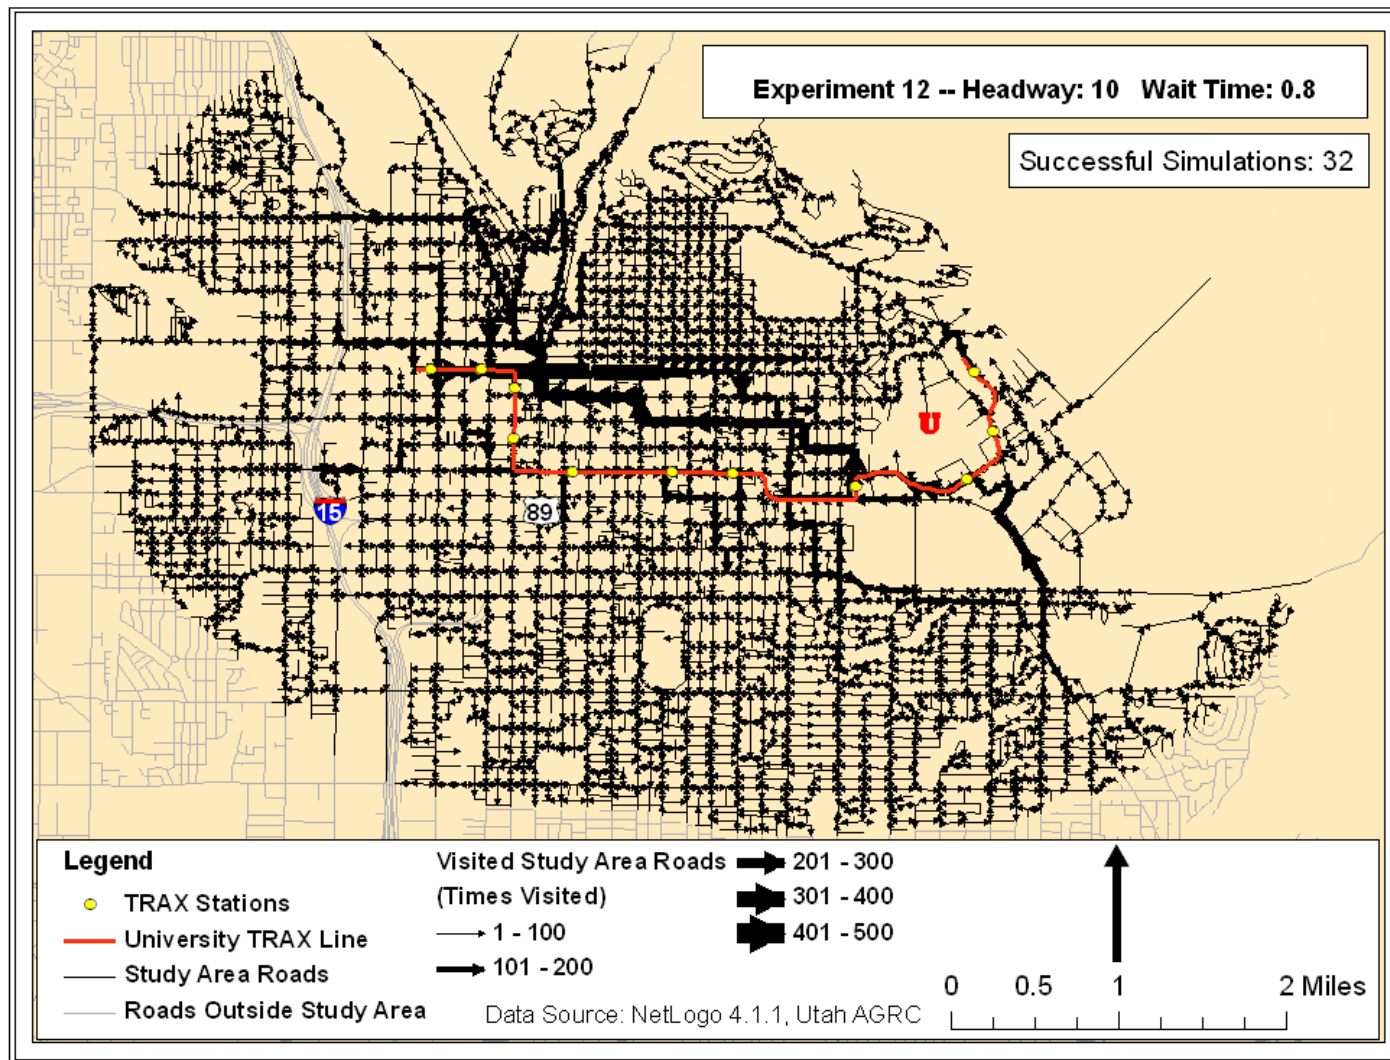 Experiment 12 -- Headway: 10 Wait Time: 0.8
Successful Simulations: 32
U
15
89
Legend
TRAX Stations
University TRAX Line
Study Area Roads
Roads Outside Study Area
Visited Study Area Roads
(Times Visited)
1 - 100
101 - 200
201 - 300
301 - 400
401 - 500
Data Source: NetLogo 4.1.1, Utah AGRC
0 0.5 1 2 Miles